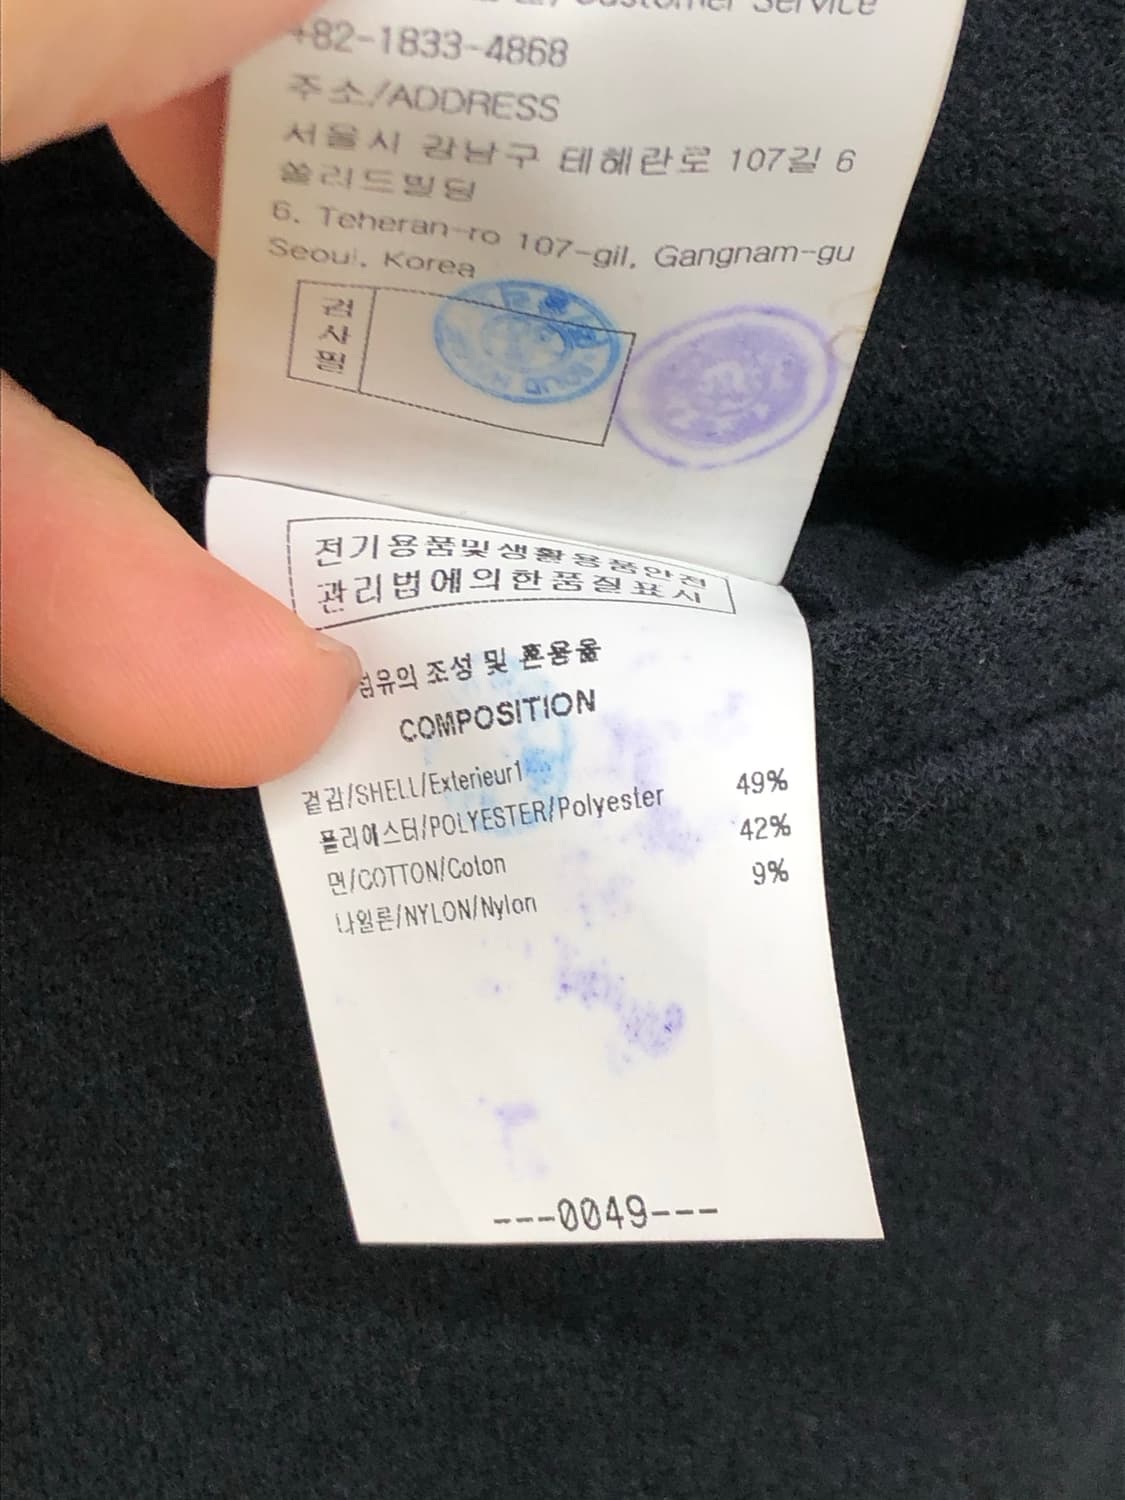 Customer Service
+82-1833-4868
주소/ADDRESS
서울시 강남구 테헤란로 107길 6
쏠리드빌딩
6. Teheran-ro 107-gil, Gangnam-gu
Seoul, Korea
검
사
필
전기용품및생활용품안전
관리법에의한품질표시
섬유의 조성 및 혼용율
COMPOSITION
겉감/SHELL/Exterieur1
폴리에스터/POLYESTER/Polyester 49%
면/COTTON/Coton 42%
나일론/NYLON/Nylon 9%
---0049---